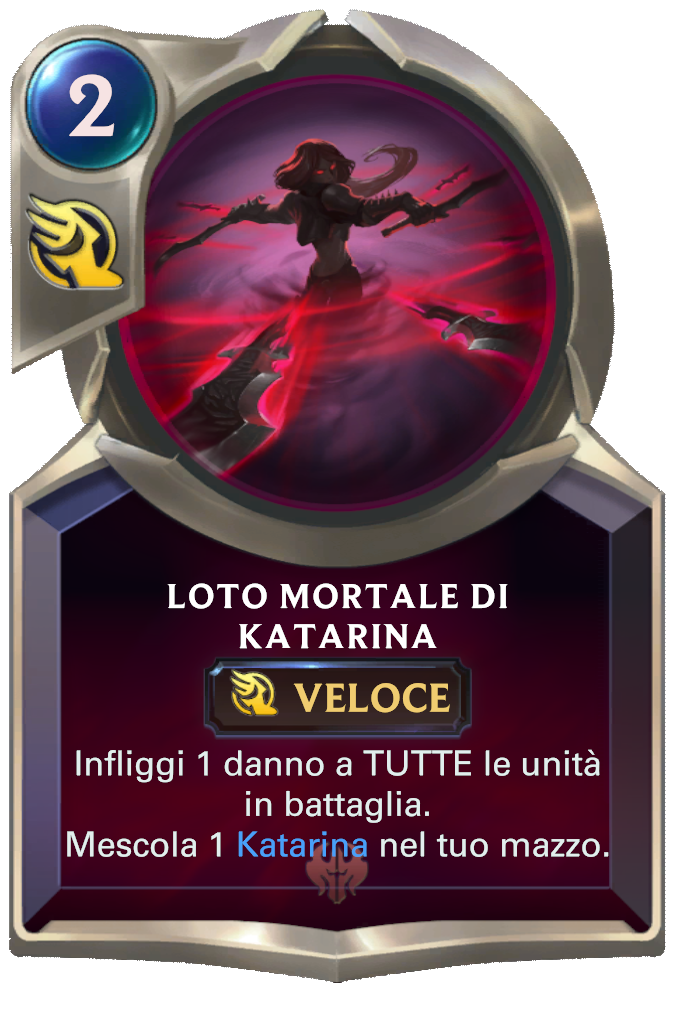 2
LOTO MORTALE DI
KATARINA
VELOCE
Infliggi 1 danno a TUTTE le unità
in battaglia.
Mescola 1 Katarina nel tuo mazzo.